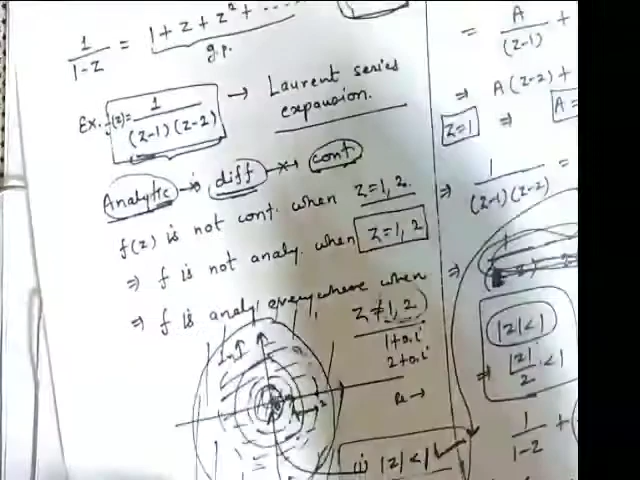 1/(1-z) = 1 + z + z² + ....
g.p.
Ex. f(z) = 1/((z-1)(z-2)) → Laurent series
expansion.
Analytic → diff → cont
f(z) is not cont. when z=1, 2.
⇒ f is not analy. when z=1, 2
⇒ f is analy. everywhere when
z ≠ 1, 2
1+0.i
2+0.i
Re →
(i) |z| < 1
= A/(z-1) +
⇒ A(z-2) +
z=1 ⇒ A =
⇒ 1/((z-1)(z-2)) =
⇒
|z| < 1
⇒ |z|/2 < 1
1/(1-z) +